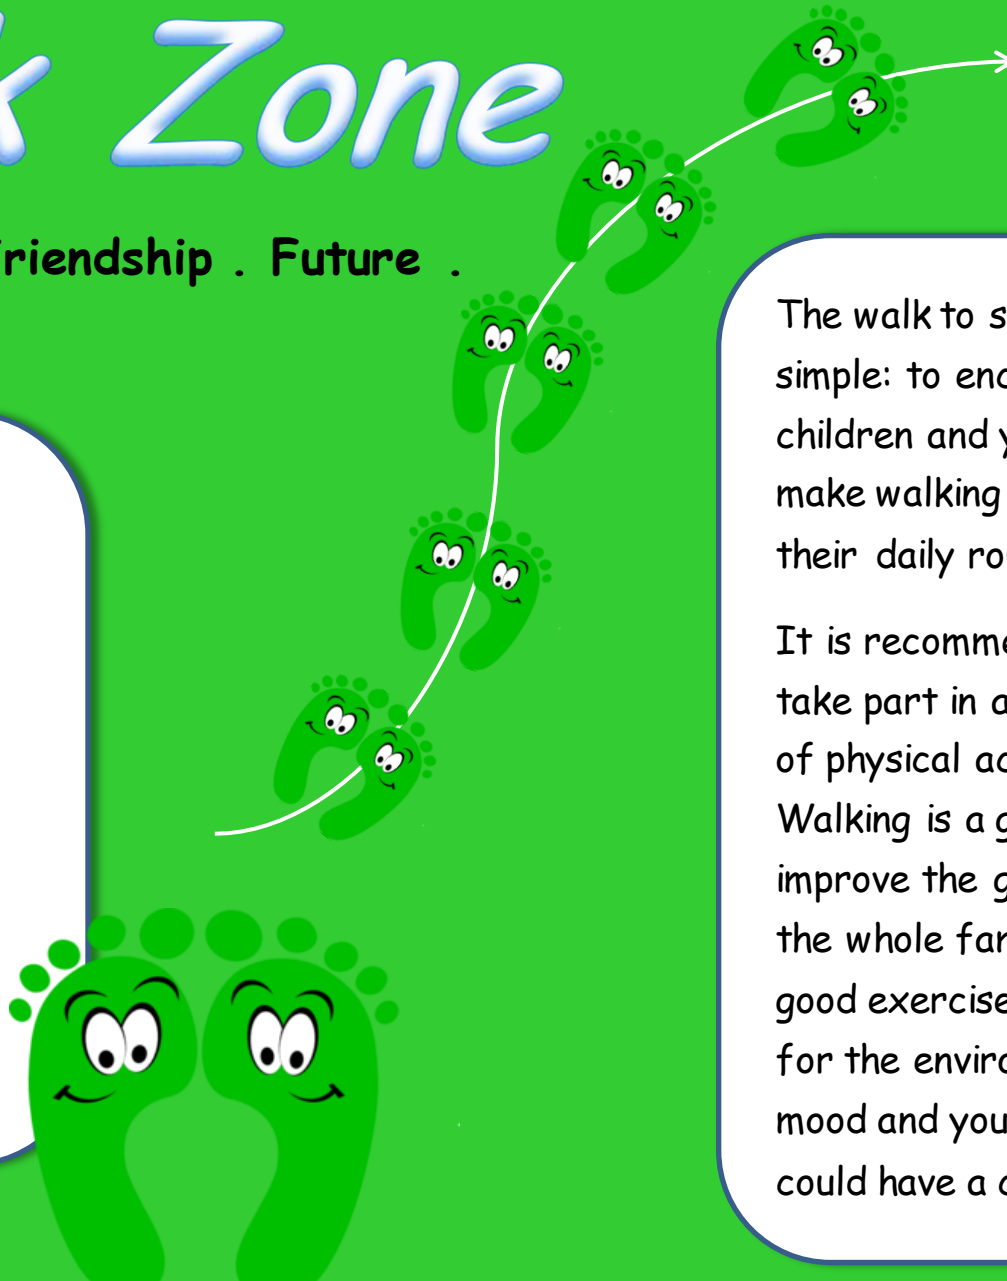 k Zone
riendship . Future .
The walk to s
simple: to enc
children and y
make walking
their daily ro
It is recomme
take part in a
of physical ac
Walking is a g
improve the g
the whole fam
good exercise
for the enviro
mood and you
could have a c